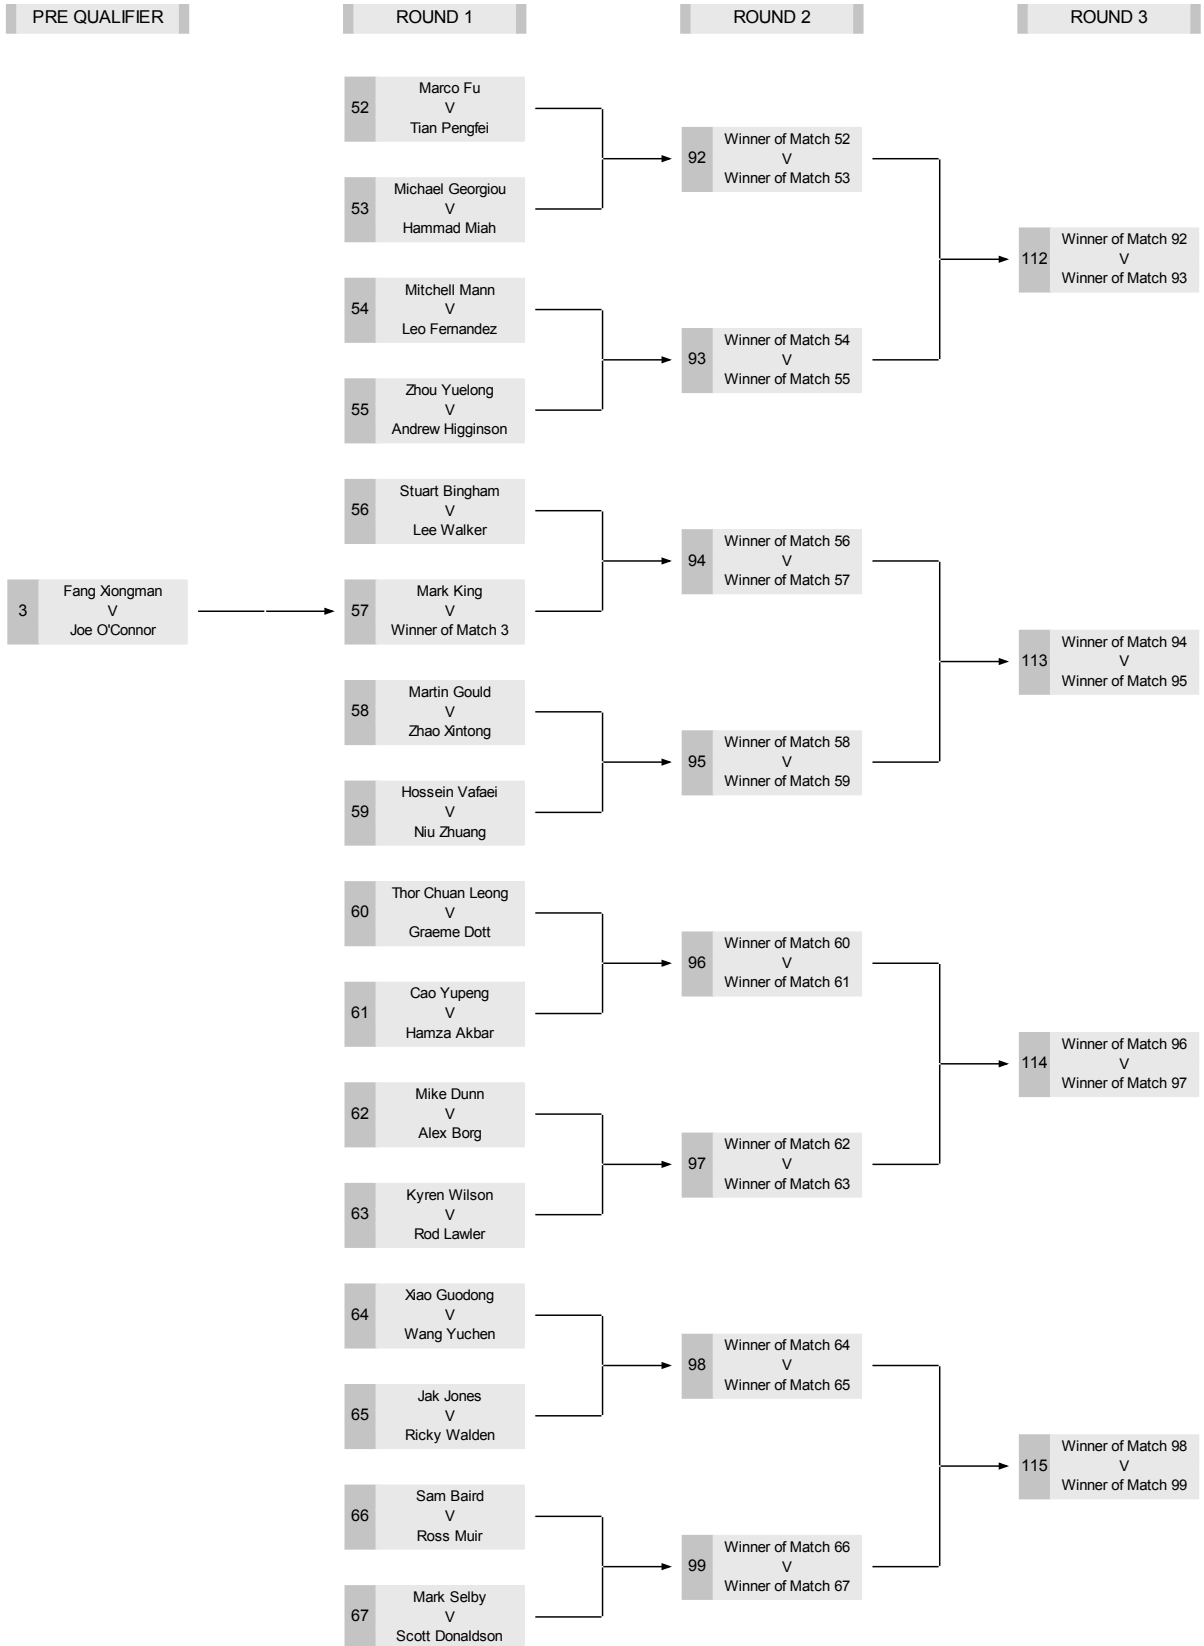 PRE QUALIFIER
ROUND 1
ROUND 2
ROUND 3
52
Marco Fu
V
Tian Pengfei
53
Michael Georgiou
V
Hammad Miah
54
Mitchell Mann
V
Leo Fernandez
55
Zhou Yuelong
V
Andrew Higginson
56
Stuart Bingham
V
Lee Walker
3
Fang Xiongman
V
Joe O'Connor
57
Mark King
V
Winner of Match 3
58
Martin Gould
V
Zhao Xintong
59
Hossein Vafaei
V
Niu Zhuang
60
Thor Chuan Leong
V
Graeme Dott
61
Cao Yupeng
V
Hamza Akbar
62
Mike Dunn
V
Alex Borg
63
Kyren Wilson
V
Rod Lawler
64
Xiao Guodong
V
Wang Yuchen
65
Jak Jones
V
Ricky Walden
66
Sam Baird
V
Ross Muir
67
Mark Selby
V
Scott Donaldson
92
Winner of Match 52
V
Winner of Match 53
93
Winner of Match 54
V
Winner of Match 55
94
Winner of Match 56
V
Winner of Match 57
95
Winner of Match 58
V
Winner of Match 59
96
Winner of Match 60
V
Winner of Match 61
97
Winner of Match 62
V
Winner of Match 63
98
Winner of Match 64
V
Winner of Match 65
99
Winner of Match 66
V
Winner of Match 67
112
Winner of Match 92
V
Winner of Match 93
113
Winner of Match 94
V
Winner of Match 95
114
Winner of Match 96
V
Winner of Match 97
115
Winner of Match 98
V
Winner of Match 99